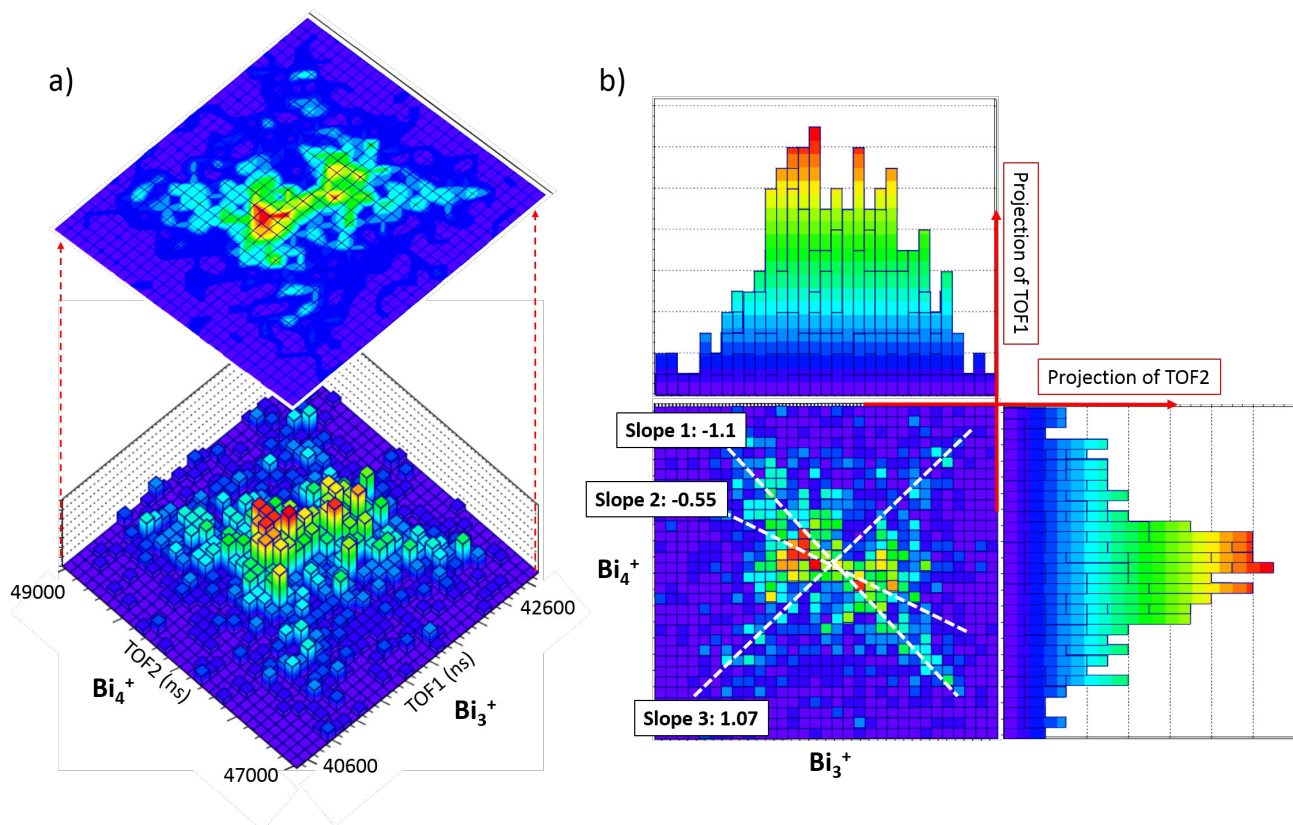 a)
49000
TOF2 (ns)
Bi₄⁺
47000
40600
TOF1 (ns)
Bi₃⁺
42600
b)
Projection of TOF1
Projection of TOF2
Slope 1: -1.1
Slope 2: -0.55
Bi₄⁺
Slope 3: 1.07
Bi₃⁺